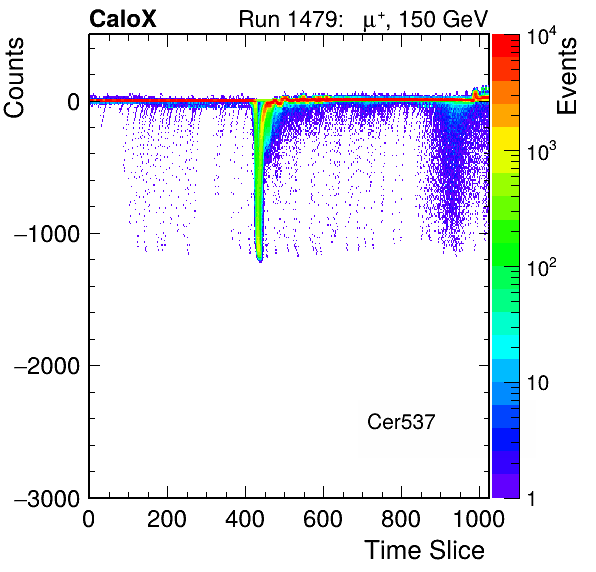 CaloX Run 1479: μ⁺, 150 GeV
Counts
0
−1000
−2000
−3000
0 200 400 600 800 1000
Time Slice
Cer537
Events
10⁴
10³
10²
10
1